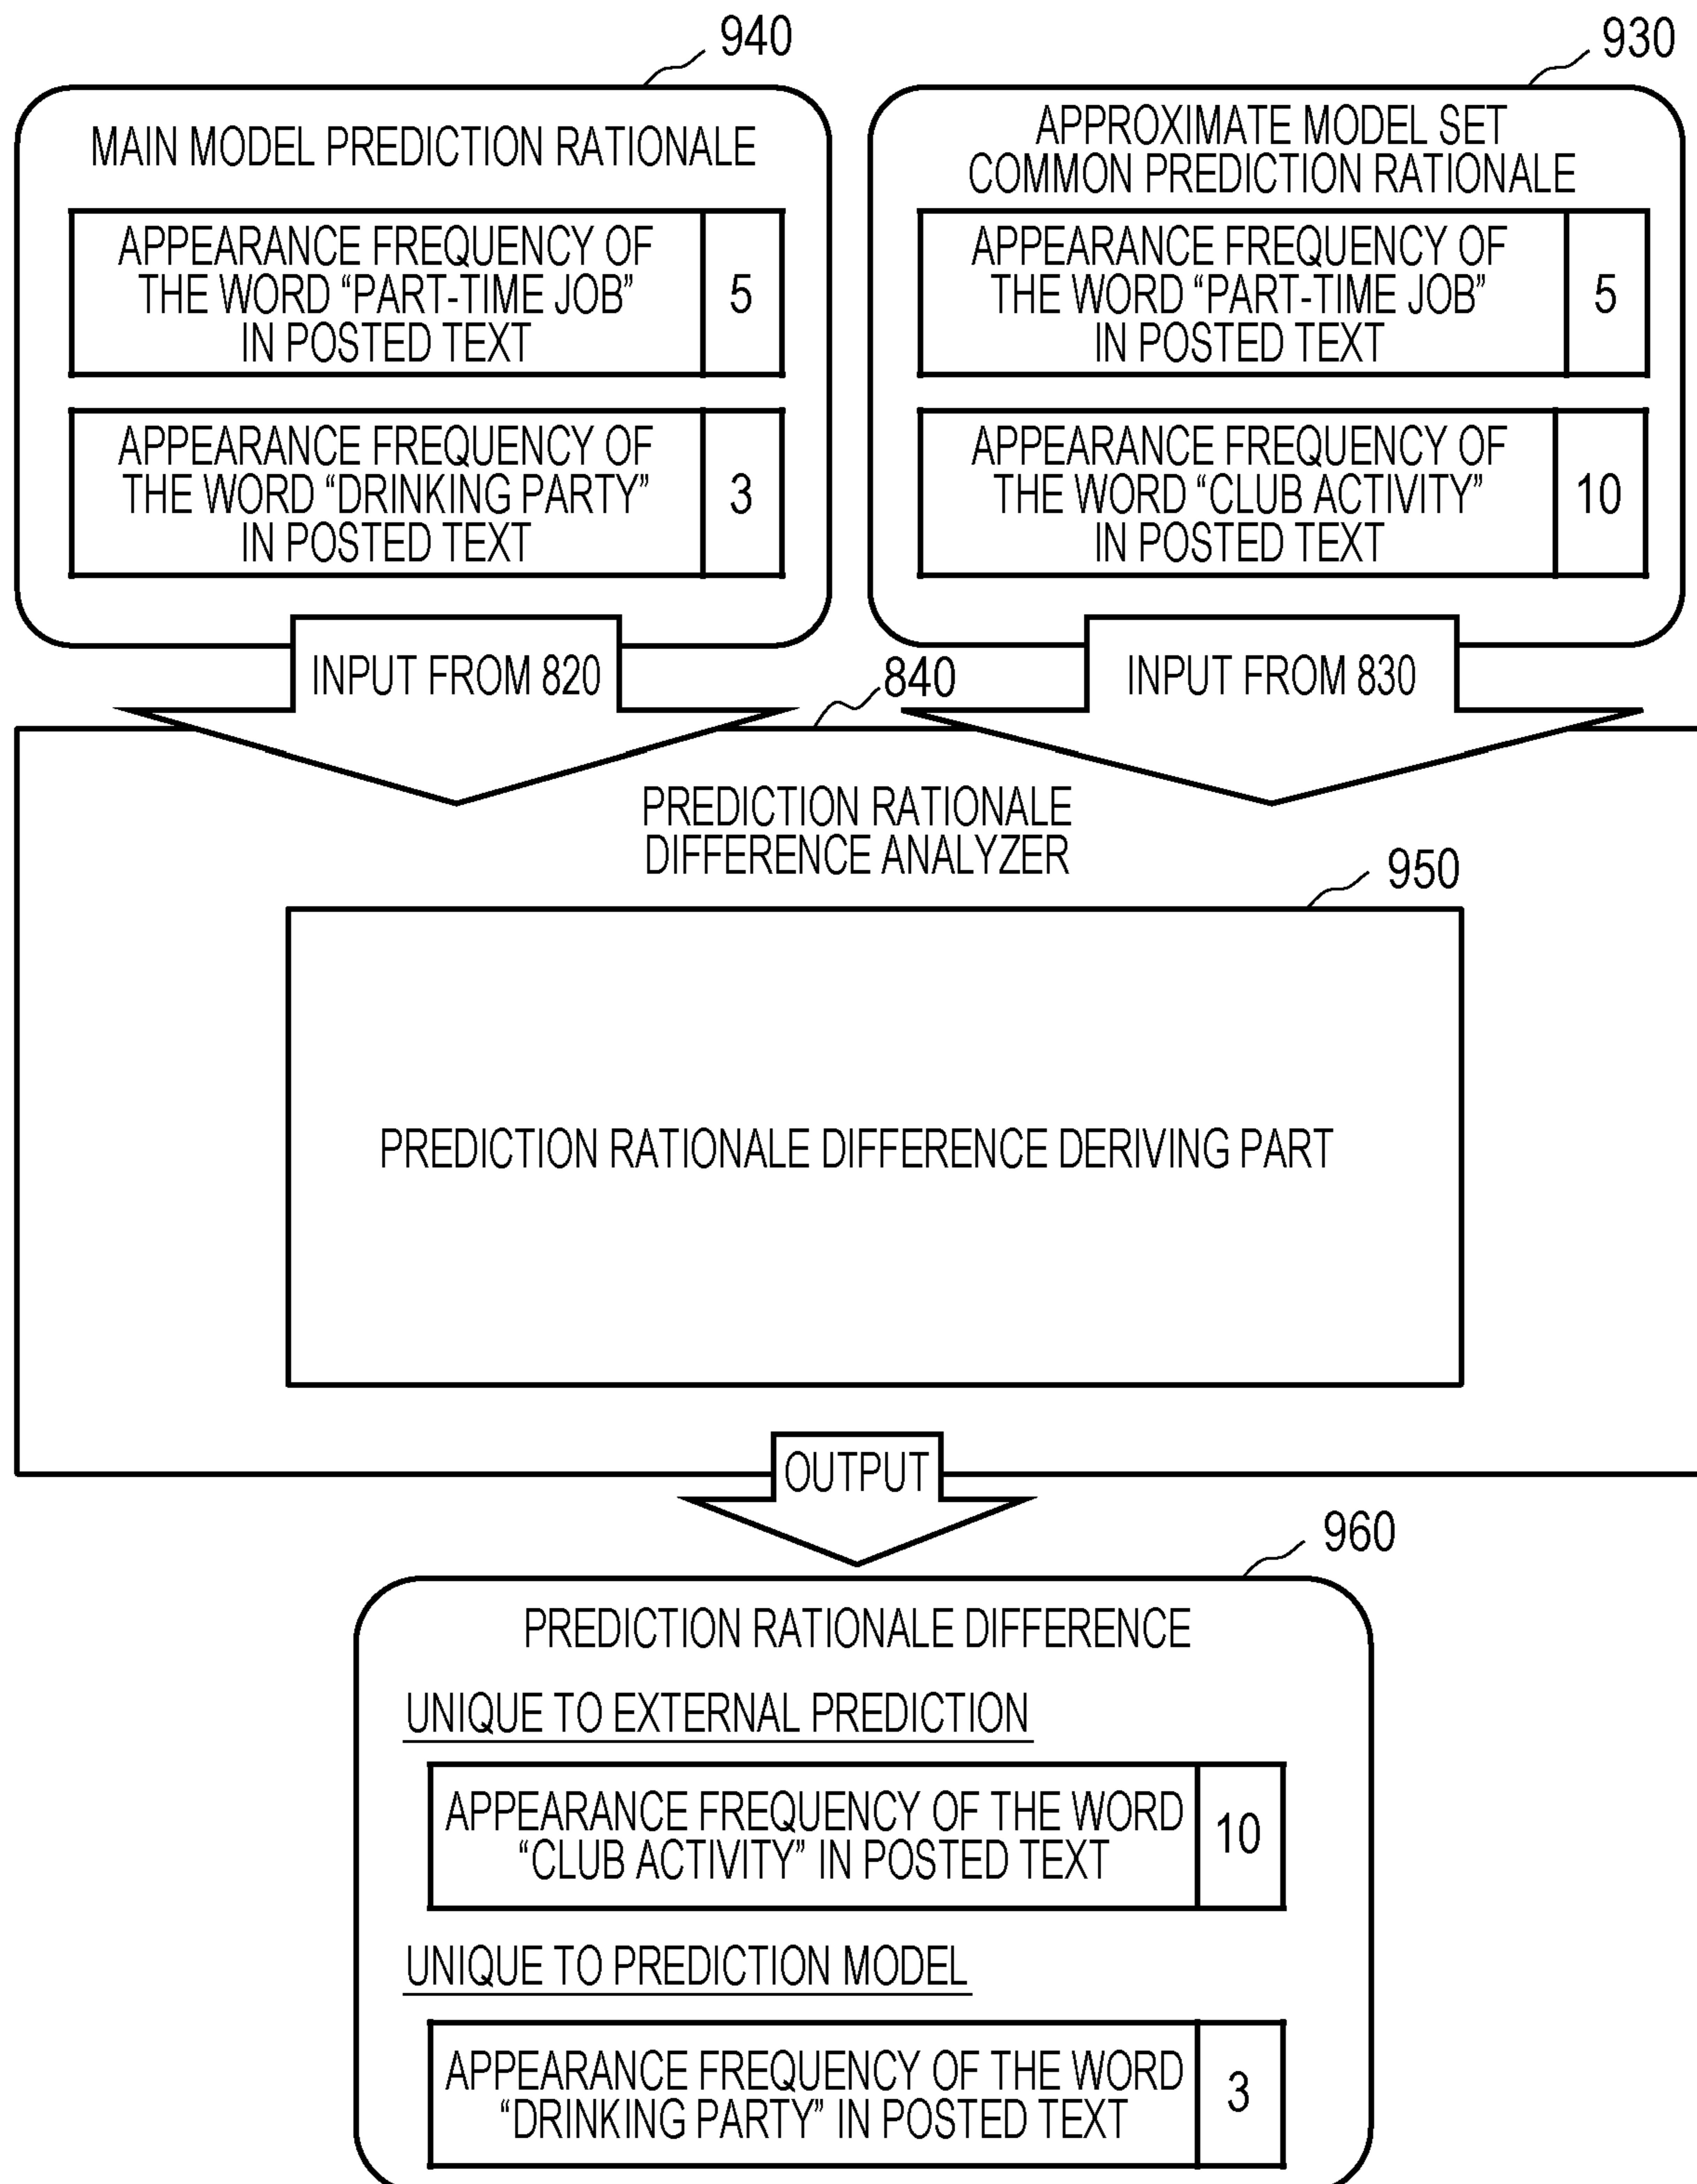 940
MAIN MODEL PREDICTION RATIONALE
APPEARANCE FREQUENCY OF
THE WORD “PART-TIME JOB”
IN POSTED TEXT
5
APPEARANCE FREQUENCY OF
THE WORD “DRINKING PARTY”
IN POSTED TEXT
3
INPUT FROM 820
930
APPROXIMATE MODEL SET
COMMON PREDICTION RATIONALE
APPEARANCE FREQUENCY OF
THE WORD “PART-TIME JOB”
IN POSTED TEXT
5
APPEARANCE FREQUENCY OF
THE WORD “CLUB ACTIVITY”
IN POSTED TEXT
10
INPUT FROM 830
840
PREDICTION RATIONALE
DIFFERENCE ANALYZER
950
PREDICTION RATIONALE DIFFERENCE DERIVING PART
OUTPUT
960
PREDICTION RATIONALE DIFFERENCE
UNIQUE TO EXTERNAL PREDICTION
APPEARANCE FREQUENCY OF THE WORD
“CLUB ACTIVITY” IN POSTED TEXT
10
UNIQUE TO PREDICTION MODEL
APPEARANCE FREQUENCY OF THE WORD
“DRINKING PARTY” IN POSTED TEXT
3